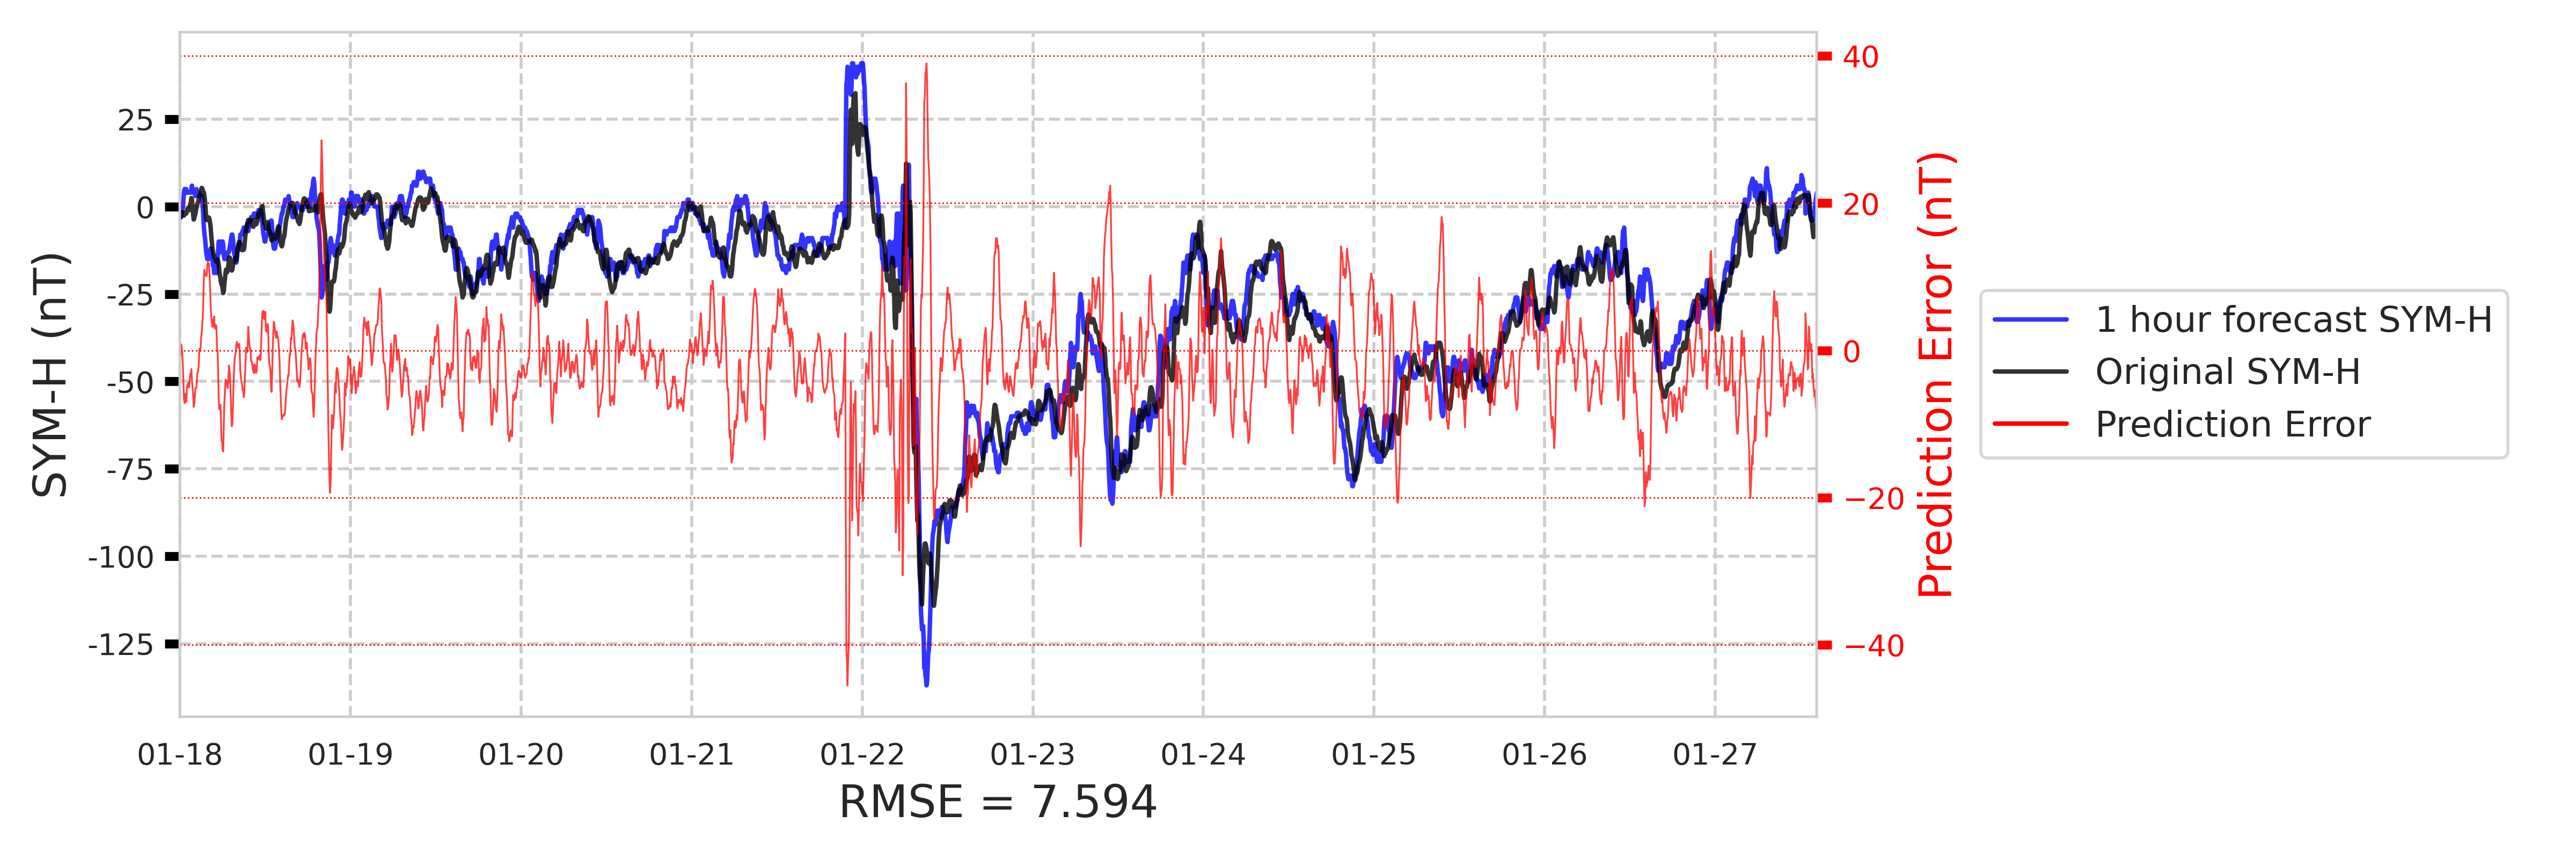 SYM-H (nT)
25
0
-25
-50
-75
-100
-125
01-18 01-19 01-20 01-21 01-22 01-23 01-24 01-25 01-26 01-27
RMSE = 7.594
40
20
0
−20
−40
Prediction Error (nT)
1 hour forecast SYM-H
Original SYM-H
Prediction Error